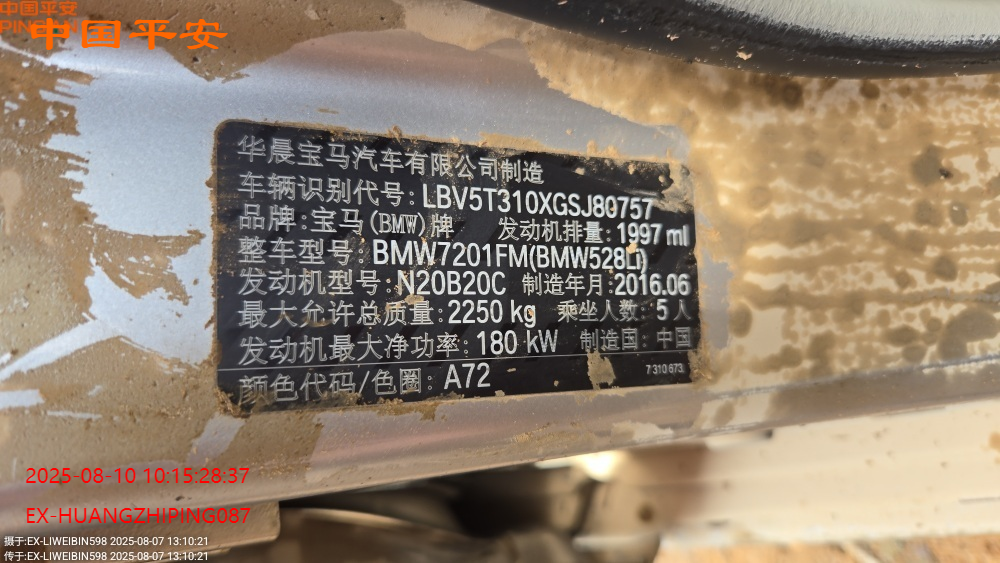 中国平安
PINGAN
中国平安
华晨宝马汽车有限公司制造
车辆识别代号:LBV5T310XGSJ80757
品牌:宝马(BMW)牌 发动机排量:1997 ml
整车型号:BMW7201FM(BMW528Li)
发动机型号:N20B20C 制造年月:2016.06
最大允许总质量:2250 kg 乘坐人数:5人
发动机最大净功率:180 kW 制造国:中国
颜色代码/色圈:A72
7310673
2025-08-10 10:15:28:37
EX-HUANGZHIPING087
摄于:EX-LIWEIBIN598 2025-08-07 13:10:21
传于:EX-LIWEIBIN598 2025-08-07 13:10:21